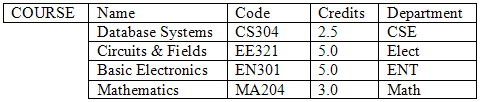 COURSE Name Code Credits Department
Database Systems CS304 2.5 CSE
Circuits & Fields EE321 5.0 Elect
Basic Electronics EN301 5.0 ENT
Mathematics MA204 3.0 Math